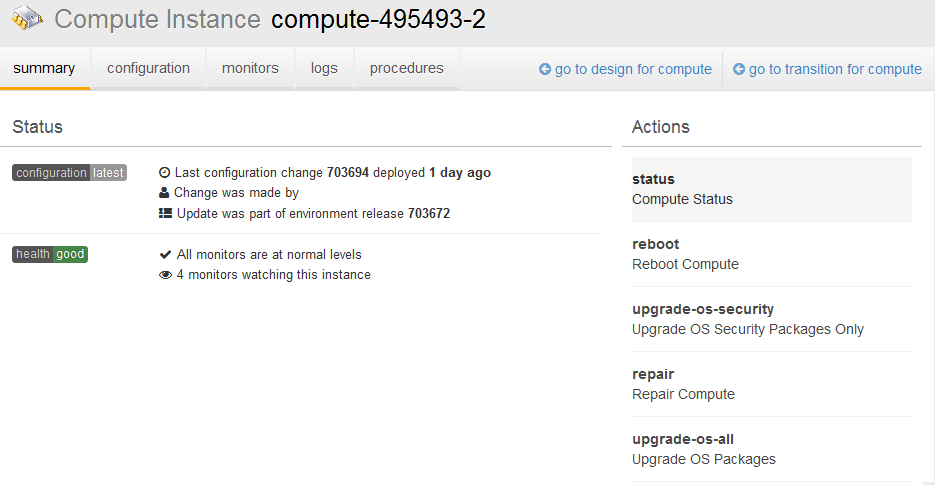 Compute Instance compute-495493-2
summary configuration monitors logs procedures go to design for compute go to transition for compute
Status
configuration latest
Last configuration change 703694 deployed 1 day ago
Change was made by
Update was part of environment release 703672
health good
All monitors are at normal levels
4 monitors watching this instance
Actions
status
Compute Status
reboot
Reboot Compute
upgrade-os-security
Upgrade OS Security Packages Only
repair
Repair Compute
upgrade-os-all
Upgrade OS Packages